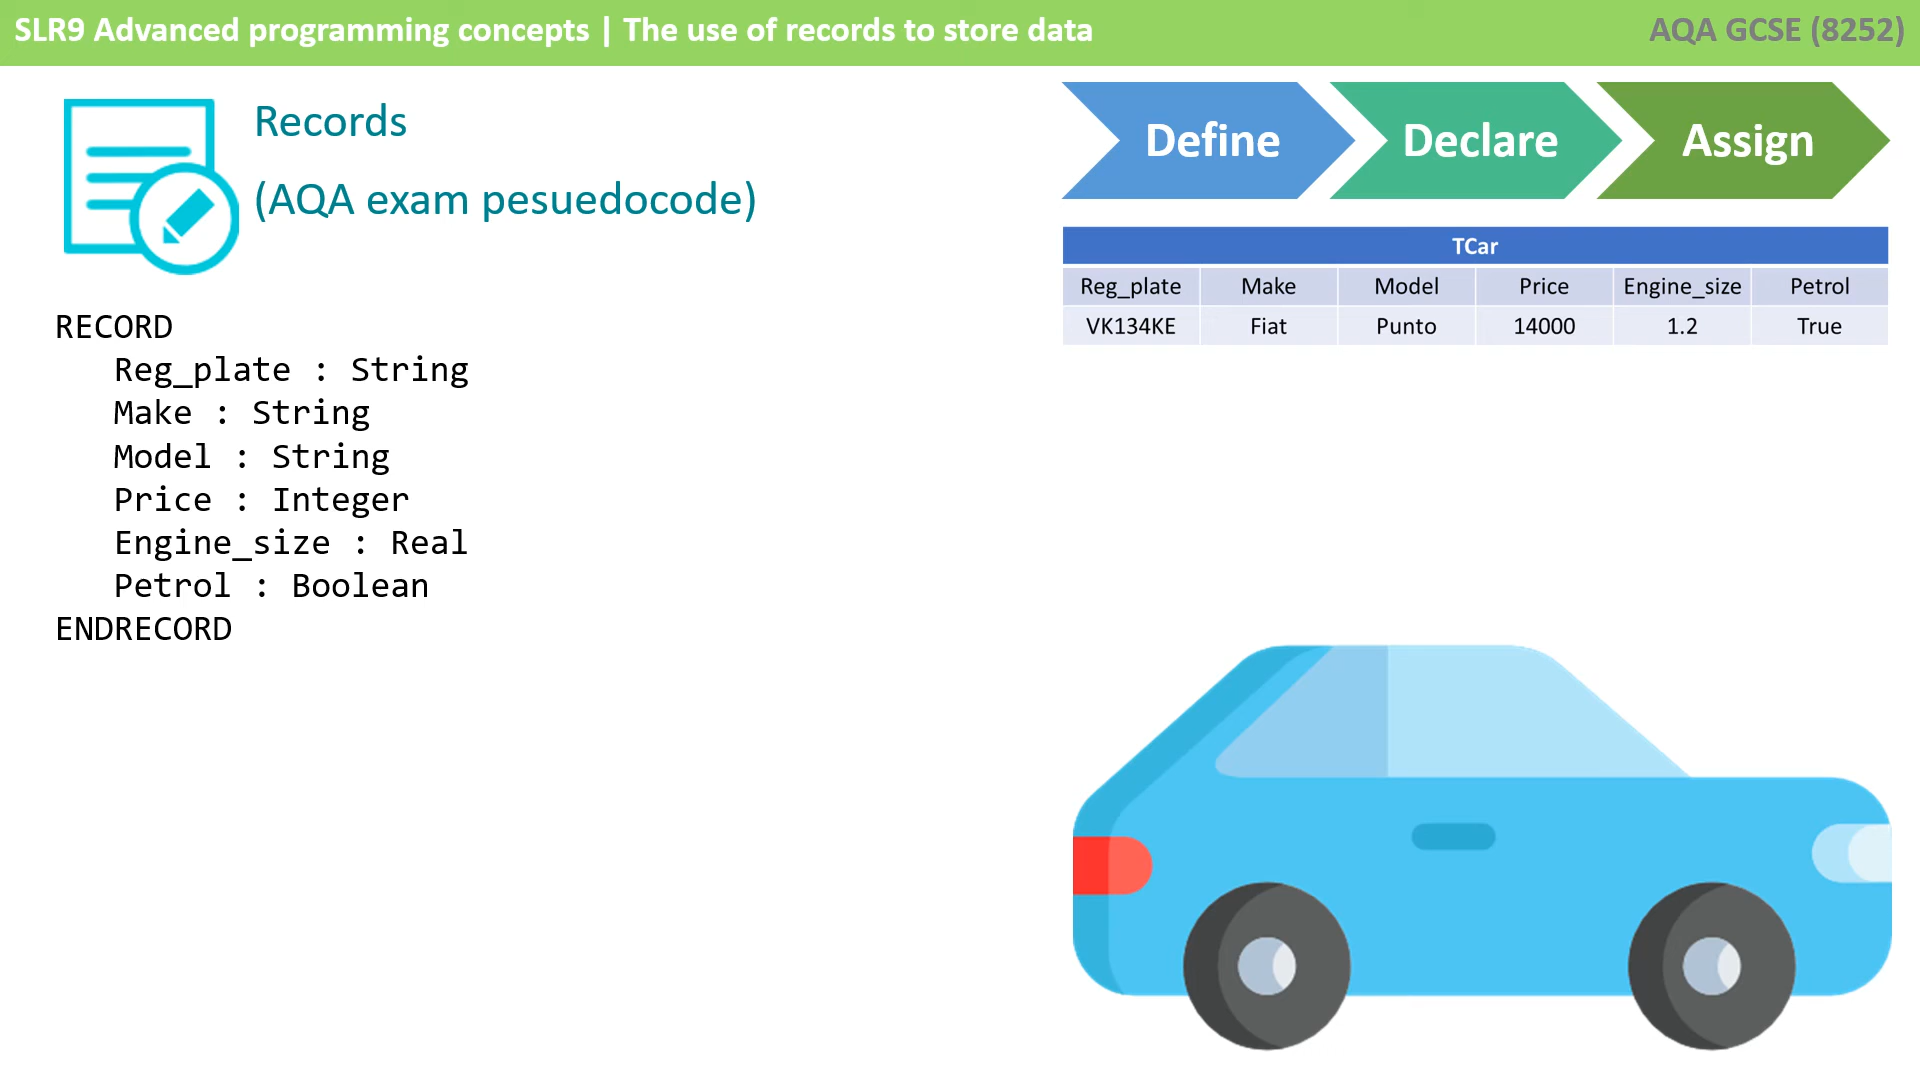 SLR9 Advanced programming concepts | The use of records to store data
AQA GCSE (8252)
Records
(AQA exam pesuedocode)
Define
Declare
Assign
TCar
Reg_plate Make Model Price Engine_size Petrol
VK134KE Fiat Punto 14000 1.2 True
RECORD
Reg_plate : String
Make : String
Model : String
Price : Integer
Engine_size : Real
Petrol : Boolean
ENDRECORD